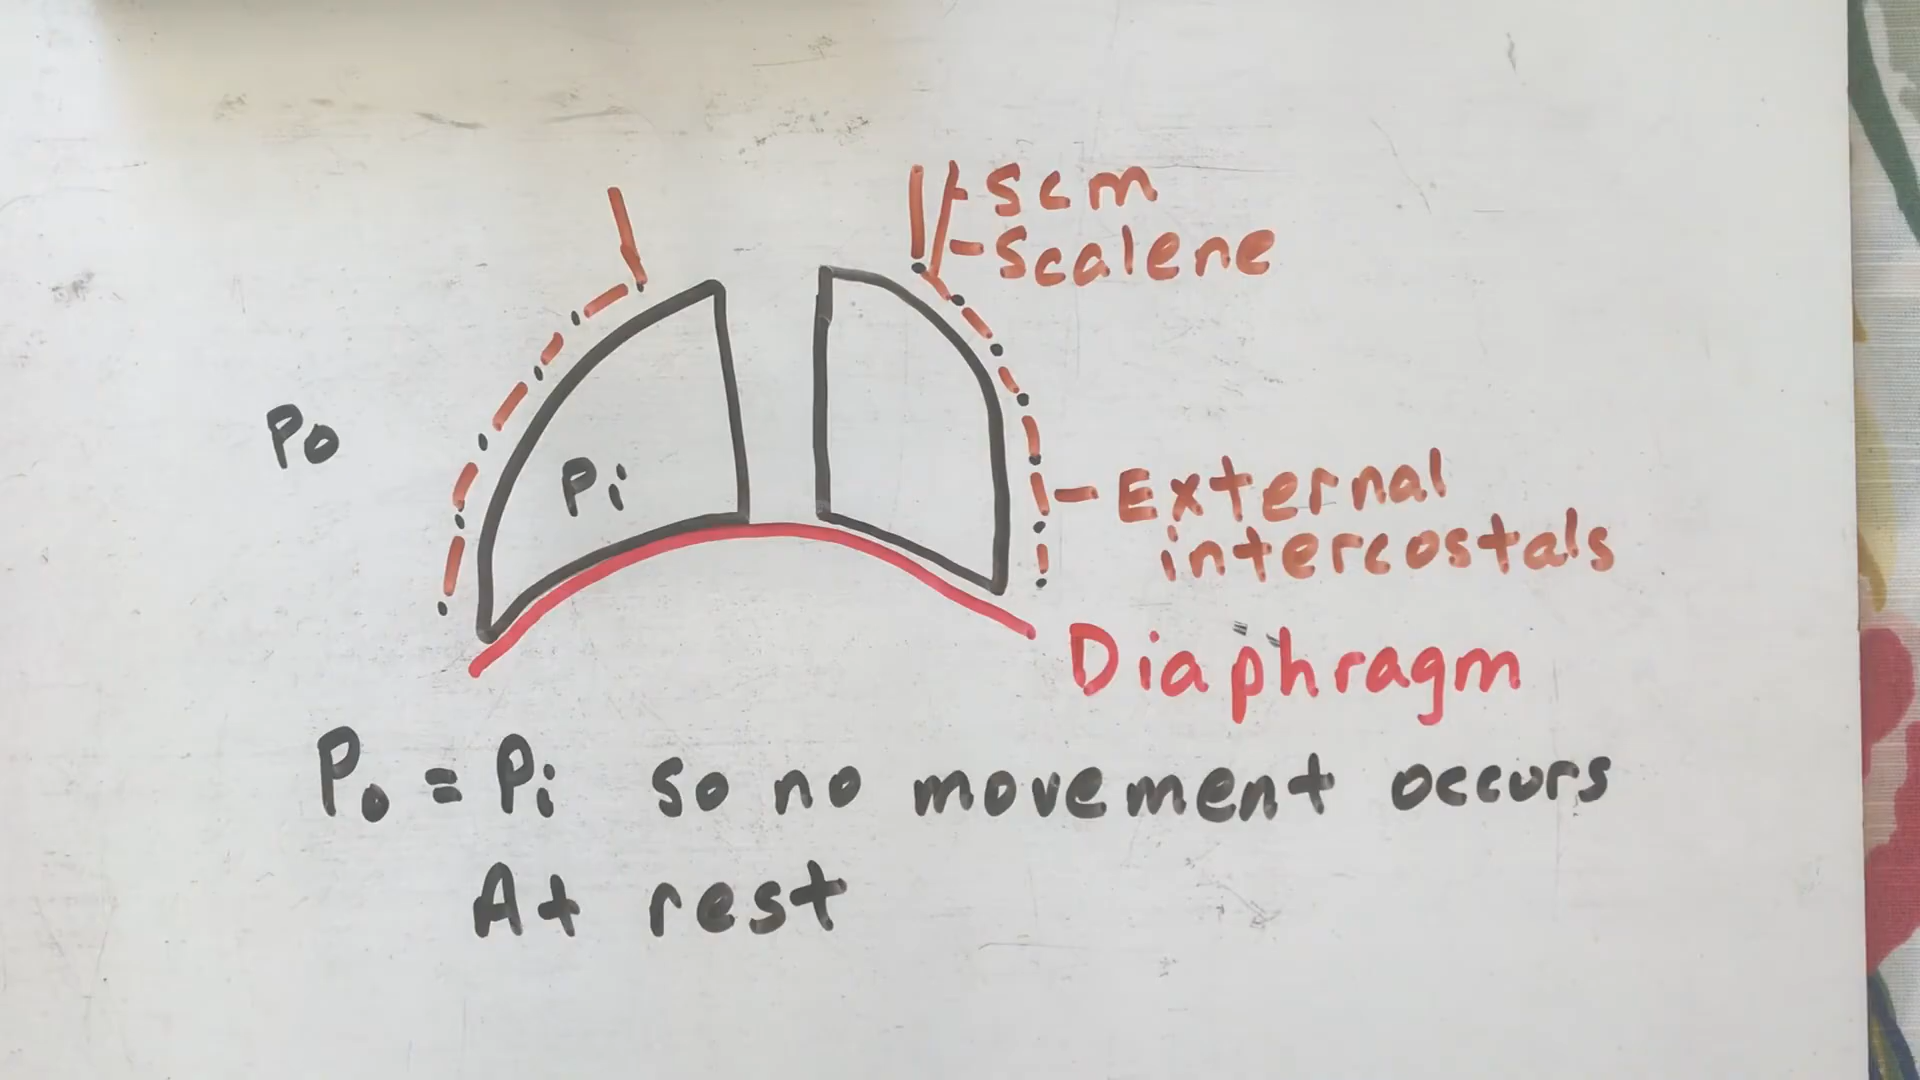 scm
scalene
Po
Pi
External
intercostals
Diaphragm
Po = Pi so no movement occurs
At rest